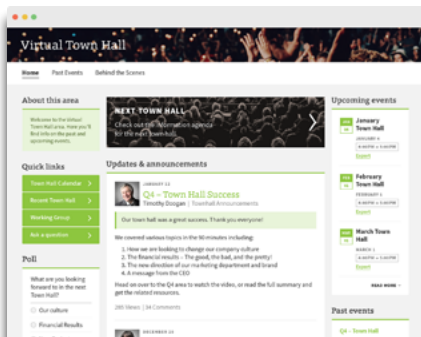 Virtual Town Hall
Home Past Events Behind the Scenes
About this area
Welcome to the Virtual
Town Hall area. Here you'll
find info on the past and
upcoming events.
Quick links
Town Hall Calendar
Recent Town Hall
Working Group
Ask a question
Poll
What are you looking
forward to in the next
Town Hall?
Our culture
Financial Results
NEXT TOWN HALL
Check out the information agenda
for the next town hall.
Updates & announcements
JANUARY 12
Q4 – Town Hall Success
Timothy Doogan | Townhall Announcements
Our town hall was a great success. Thank you everyone!
We covered various topics in the 90 minutes including:
1. How we are looking to change our company culture
2. The financial results – The good, the bad, and the pretty!
3. The new direction of our marketing department and brand
4. A message from the CEO
Head on over to the Q4 area to watch the video, or read the full summary and
get the related resources.
Views | 34 Comments
DECEMBER
Upcoming events
January
Town Hall
JANUARY
Export
February
Town Hall
FEBRUARY
Export
March Town
Hall
MARCH
Export
READ MORE
Past events
Q4 – Town Hall